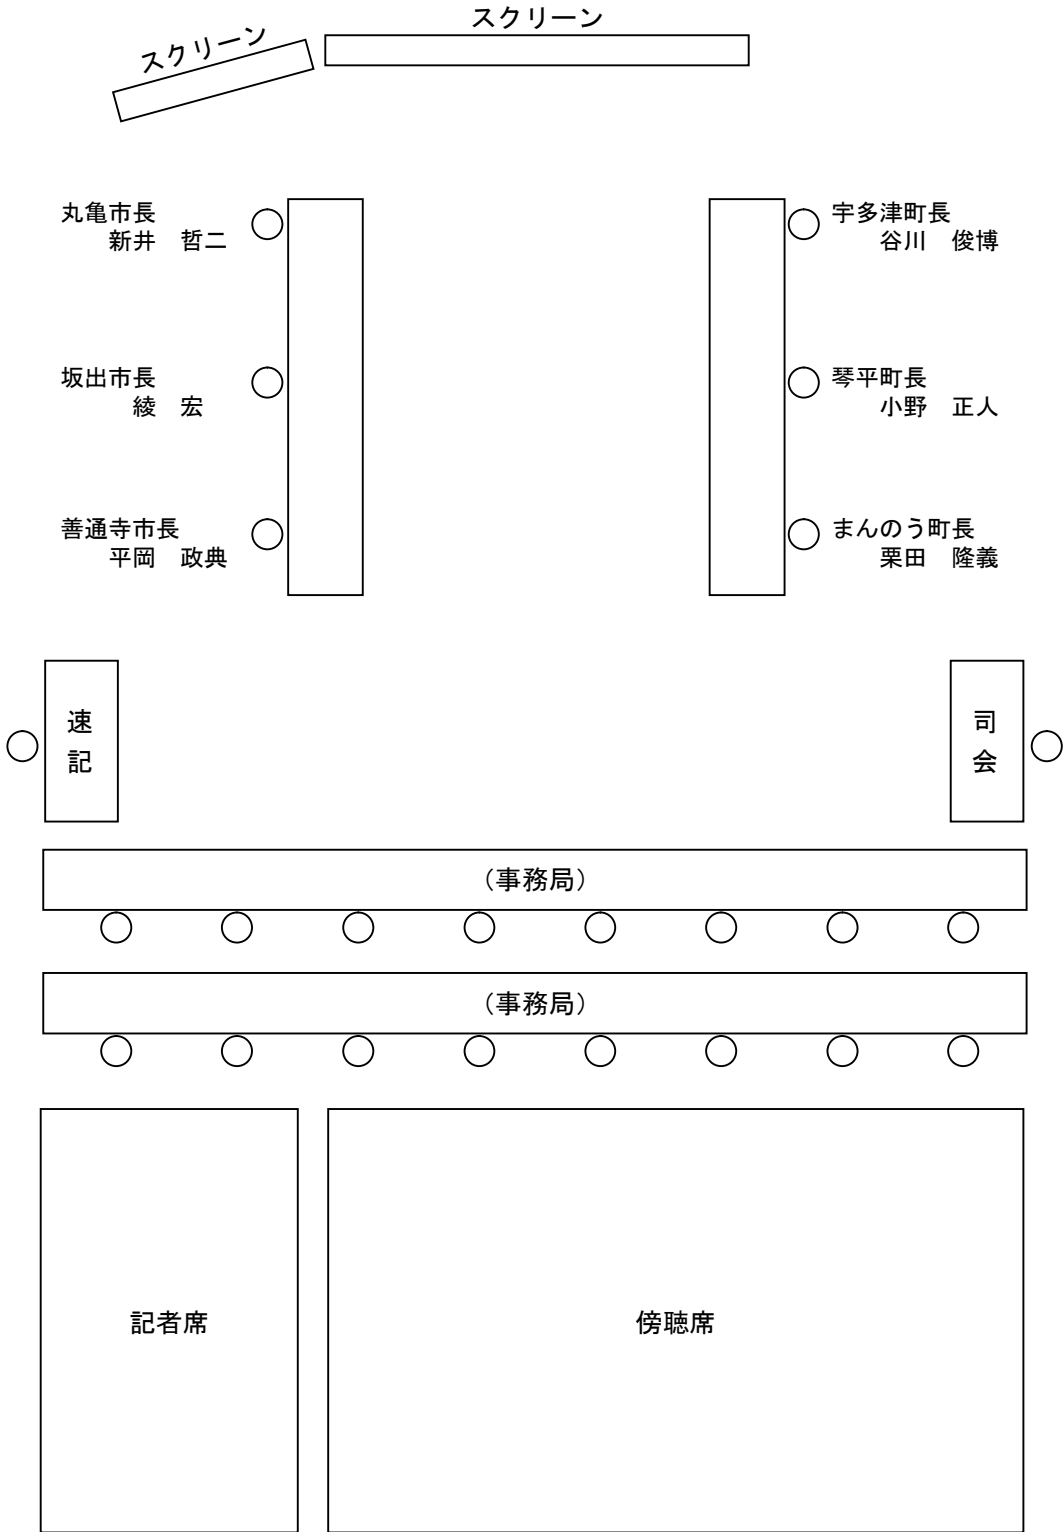 スクリーン
スクリーン
丸亀市長
新井　哲二
宇多津町長
谷川　俊博
坂出市長
綾　宏
琴平町長
小野　正人
善通寺市長
平岡　政典
まんのう町長
栗田　隆義
速記
司会
（事務局）
（事務局）
記者席
傍聴席